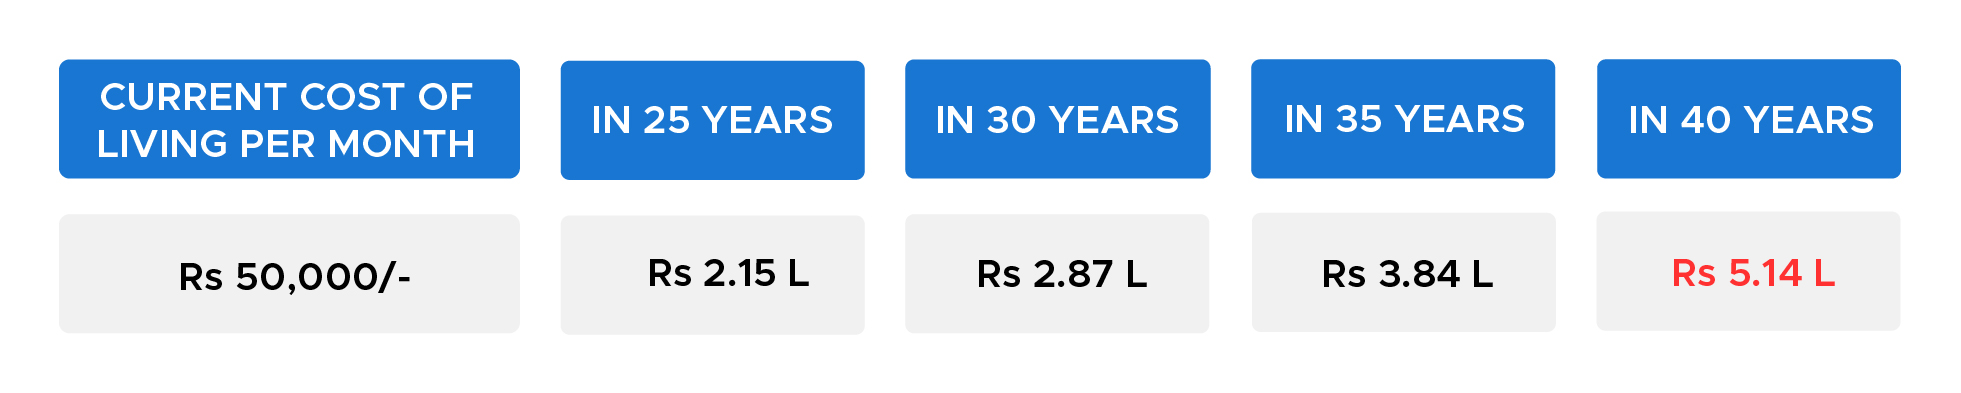 CURRENT COST OF
LIVING PER MONTH
IN 25 YEARS
IN 30 YEARS
IN 35 YEARS
IN 40 YEARS
Rs 50,000/-
Rs 2.15 L
Rs 2.87 L
Rs 3.84 L
Rs 5.14 L